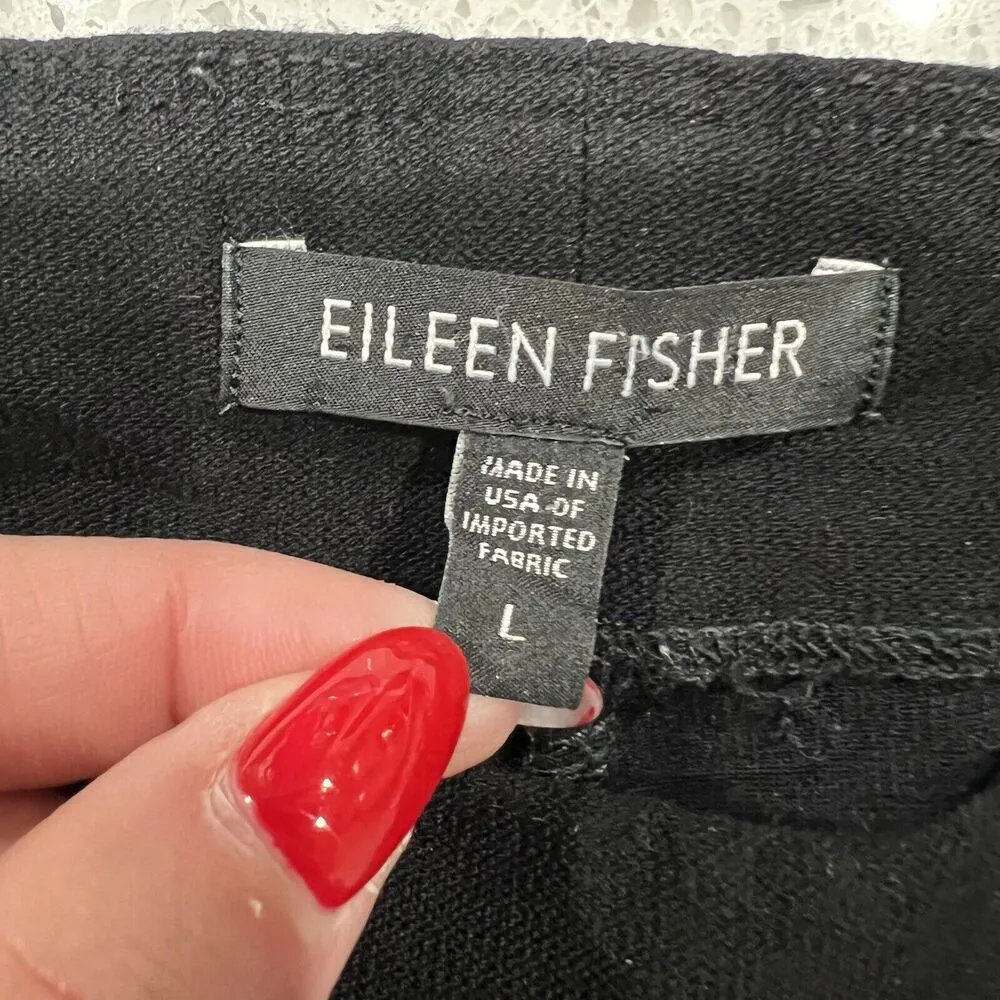 EILEEN FISHER
MADE IN
USA OF
IMPORTED
FABRIC
L